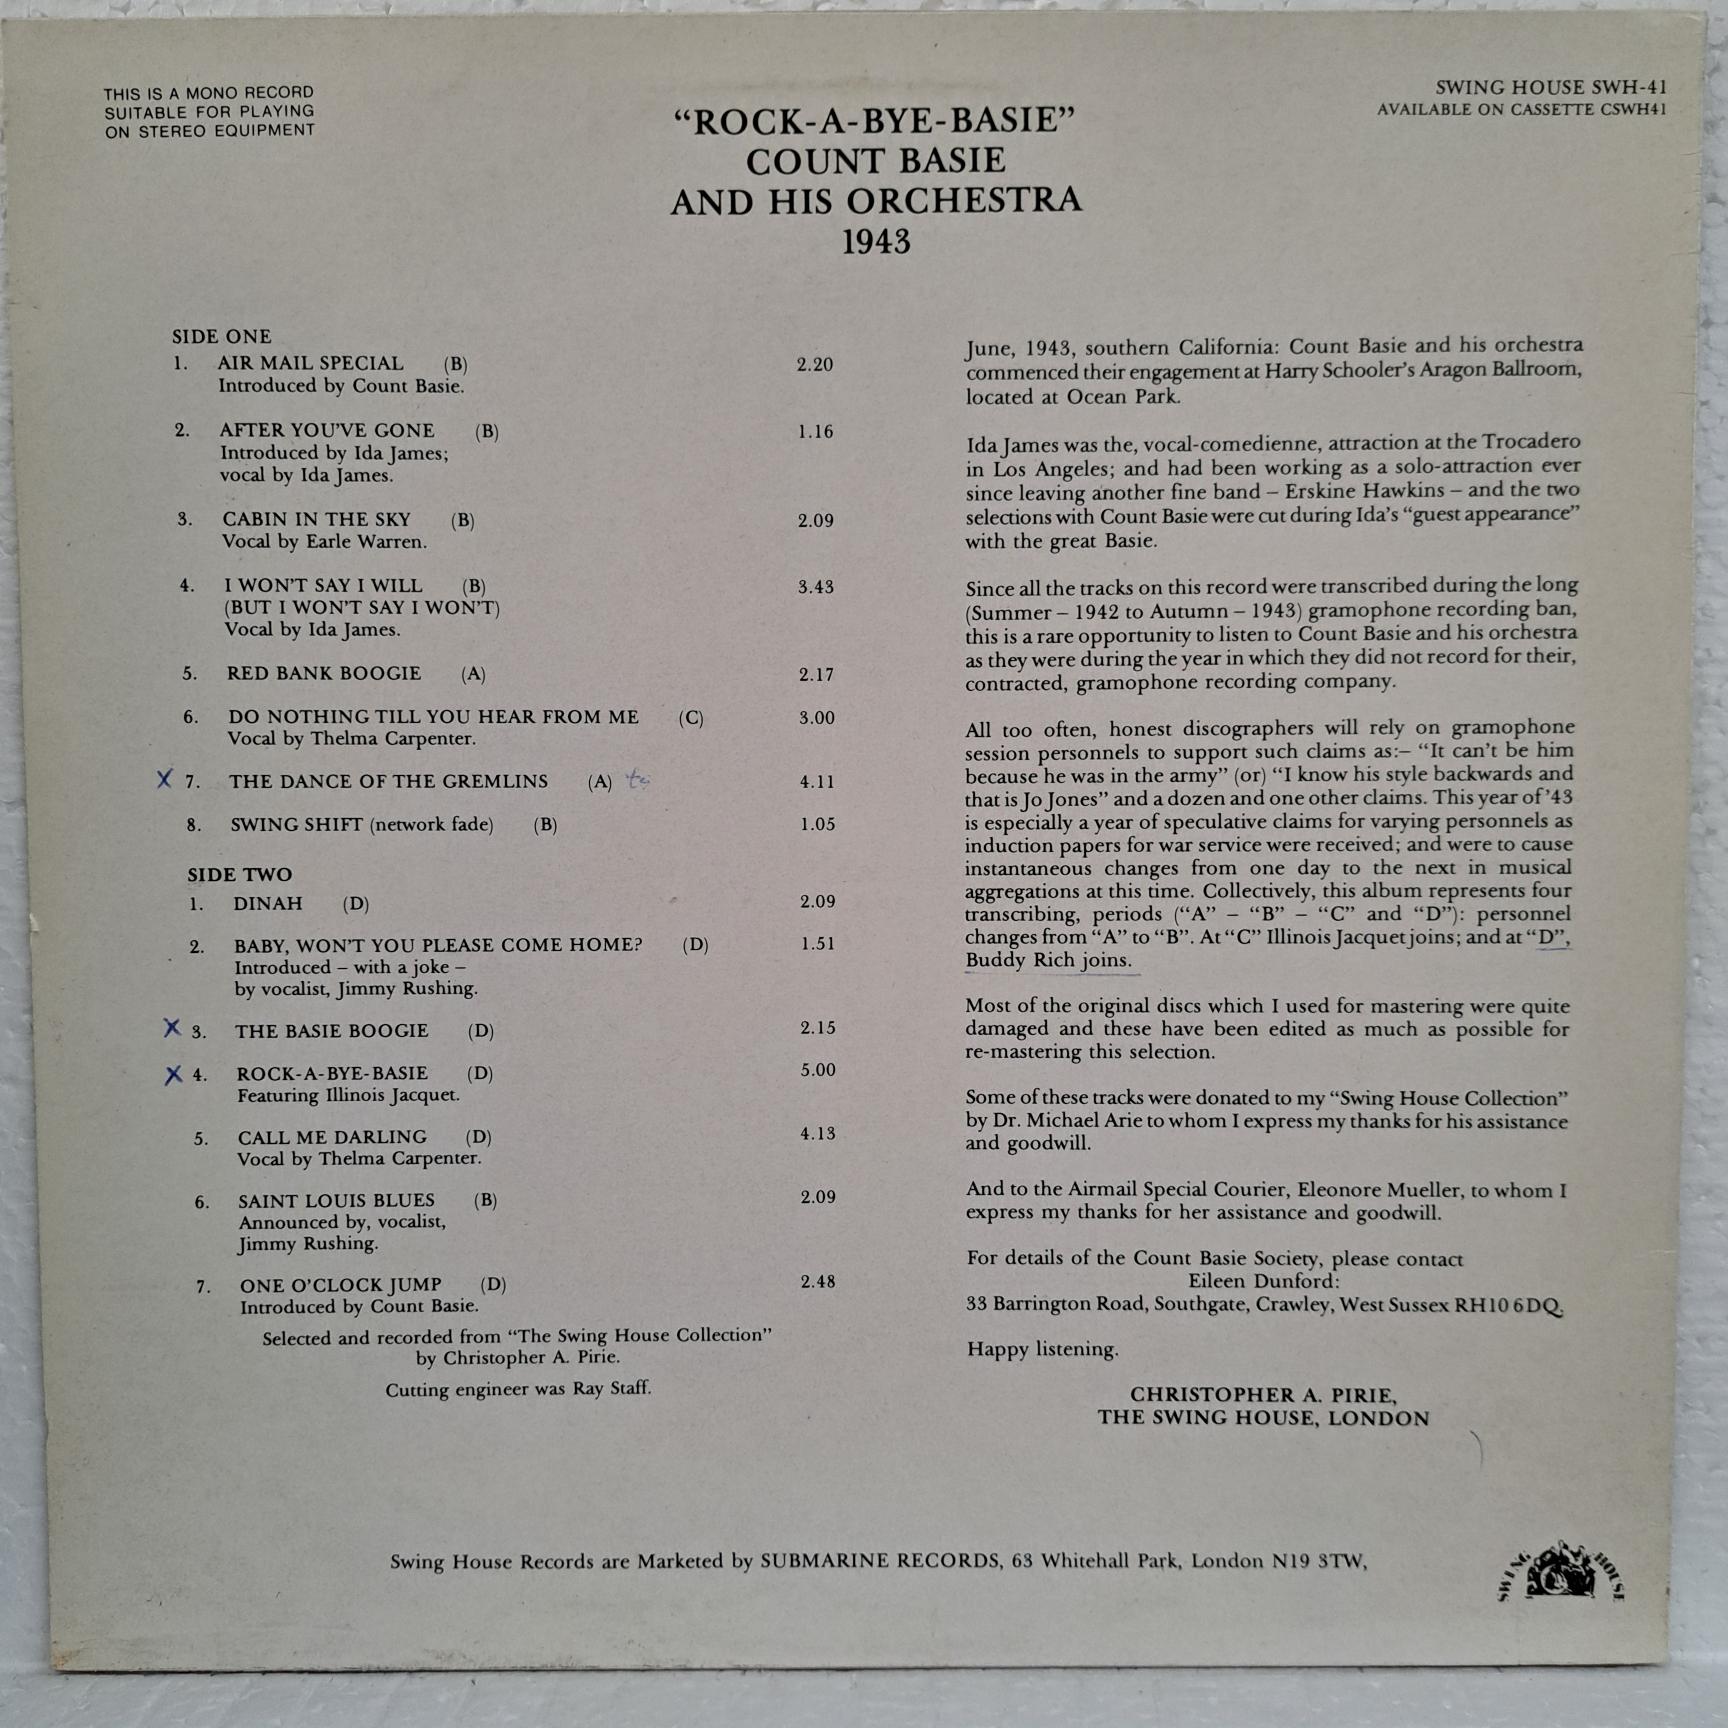 THIS IS A MONO RECORD
SUITABLE FOR PLAYING
ON STEREO EQUIPMENT
SWING HOUSE SWH-41
AVAILABLE ON CASSETTE CSWH41
“ROCK-A-BYE-BASIE”
COUNT BASIE
AND HIS ORCHESTRA
1943
SIDE ONE
1. AIR MAIL SPECIAL (B) 2.20
Introduced by Count Basie.
2. AFTER YOU'VE GONE (B) 1.16
Introduced by Ida James;
vocal by Ida James.
3. CABIN IN THE SKY (B) 2.09
Vocal by Earle Warren.
4. I WON'T SAY I WILL (B) 3.43
(BUT I WON'T SAY I WON'T)
Vocal by Ida James.
5. RED BANK BOOGIE (A) 2.17
6. DO NOTHING TILL YOU HEAR FROM ME (C) 3.00
Vocal by Thelma Carpenter.
X 7. THE DANCE OF THE GREMLINS (A) 4.11
8. SWING SHIFT (network fade) (B) 1.05
SIDE TWO
1. DINAH (D) 2.09
2. BABY, WON'T YOU PLEASE COME HOME? (D) 1.51
Introduced – with a joke –
by vocalist, Jimmy Rushing.
X 3. THE BASIE BOOGIE (D) 2.15
X 4. ROCK-A-BYE-BASIE (D) 5.00
Featuring Illinois Jacquet.
5. CALL ME DARLING (D) 4.13
Vocal by Thelma Carpenter.
6. SAINT LOUIS BLUES (B) 2.09
Announced by, vocalist,
Jimmy Rushing.
7. ONE O'CLOCK JUMP (D) 2.48
Introduced by Count Basie.
Selected and recorded from “The Swing House Collection”
by Christopher A. Pirie.
Cutting engineer was Ray Staff.
June, 1943, southern California: Count Basie and his orchestra
commenced their engagement at Harry Schooler's Aragon Ballroom,
located at Ocean Park.
Ida James was the, vocal-comedienne, attraction at the Trocadero
in Los Angeles; and had been working as a solo-attraction ever
since leaving another fine band – Erskine Hawkins – and the two
selections with Count Basie were cut during Ida's “guest appearance”
with the great Basie.
Since all the tracks on this record were transcribed during the long
(Summer – 1942 to Autumn – 1943) gramophone recording ban,
this is a rare opportunity to listen to Count Basie and his orchestra
as they were during the year in which they did not record for their,
contracted, gramophone recording company.
All too often, honest discographers will rely on gramophone
session personnels to support such claims as:– “It can't be him
because he was in the army” (or) “I know his style backwards and
that is Jo Jones” and a dozen and one other claims. This year of '43
is especially a year of speculative claims for varying personnels as
induction papers for war service were received; and were to cause
instantaneous changes from one day to the next in musical
aggregations at this time. Collectively, this album represents four
transcribing, periods (“A” – “B” – “C” and “D”): personnel
changes from “A” to “B”. At “C” Illinois Jacquet joins; and at “D”,
Buddy Rich joins.
Most of the original discs which I used for mastering were quite
damaged and these have been edited as much as possible for
re-mastering this selection.
Some of these tracks were donated to my “Swing House Collection”
by Dr. Michael Arie to whom I express my thanks for his assistance
and goodwill.
And to the Airmail Special Courier, Eleonore Mueller, to whom I
express my thanks for her assistance and goodwill.
For details of the Count Basie Society, please contact
Eileen Dunford:
33 Barrington Road, Southgate, Crawley, West Sussex RH10 6DQ.
Happy listening.
CHRISTOPHER A. PIRIE,
THE SWING HOUSE, LONDON
Swing House Records are Marketed by SUBMARINE RECORDS, 63 Whitehall Park, London N19 3TW,
SWING HOUSE